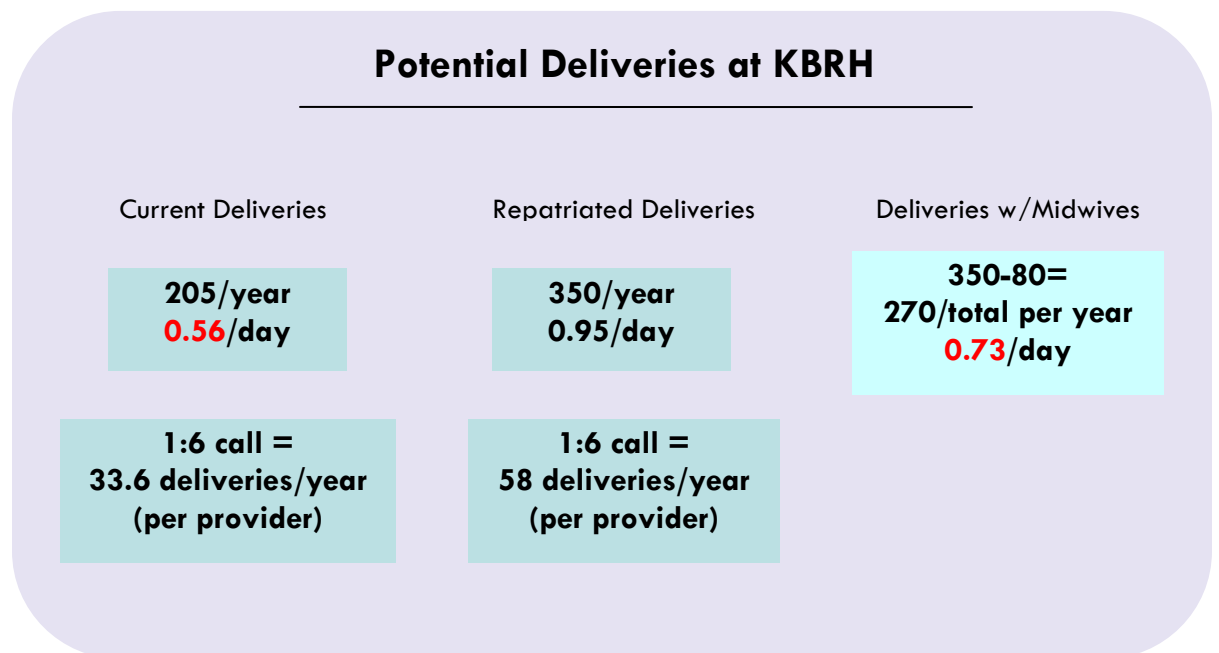 Potential Deliveries at KBRH
Current Deliveries
205/year
0.56/day
1:6 call =
33.6 deliveries/year
(per provider)
Repatriated Deliveries
350/year
0.95/day
1:6 call =
58 deliveries/year
(per provider)
Deliveries w/Midwives
350-80=
270/total per year
0.73/day